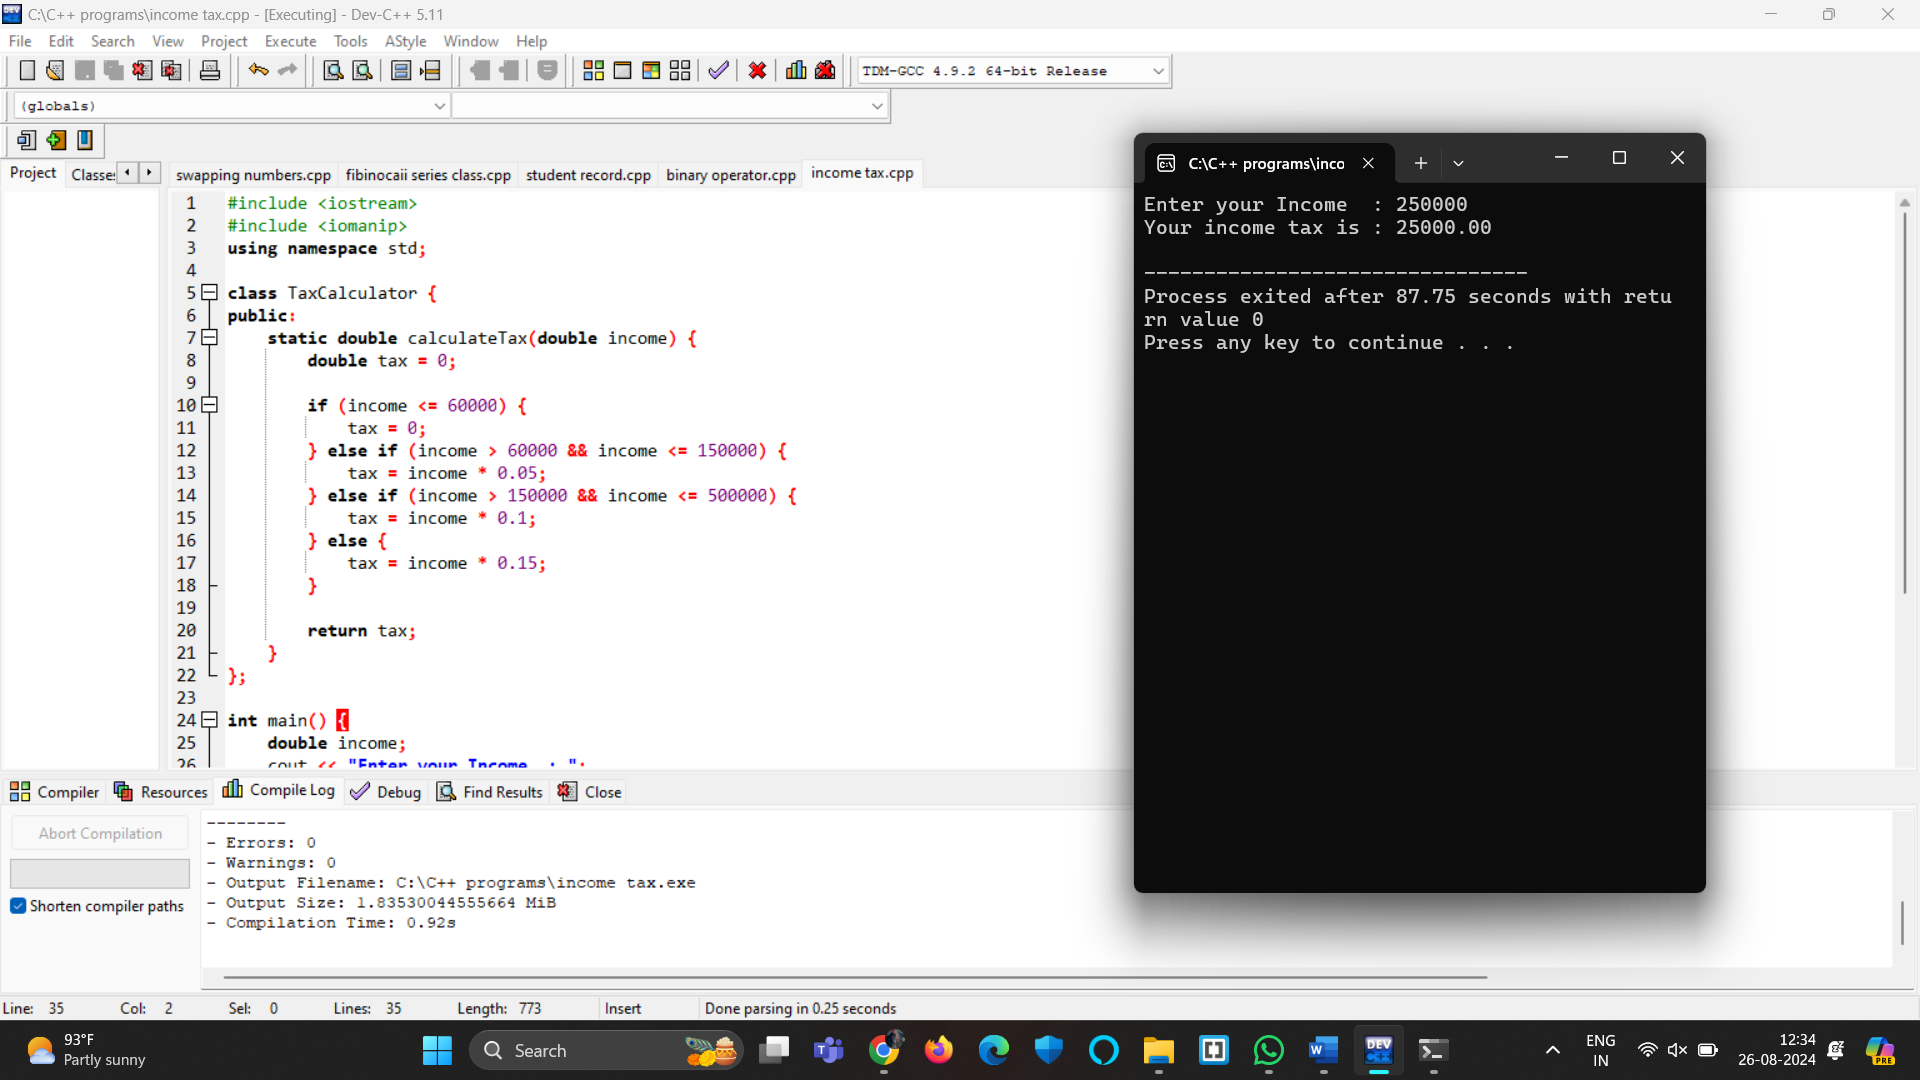 C:\C++ programs\income tax.cpp - [Executing] - Dev-C++ 5.11
File Edit Search View Project Execute Tools AStyle Window Help
TDM-GCC 4.9.2 64-bit Release
(globals)
Project Classes
swapping numbers.cpp fibinocaii series class.cpp student record.cpp binary operator.cpp income tax.cpp
1 #include <iostream>
2 #include <iomanip>
3 using namespace std;
4
5 class TaxCalculator {
6 public:
7 static double calculateTax(double income) {
8 double tax = 0;
9
10 if (income <= 60000) {
11 tax = 0;
12 } else if (income > 60000 && income <= 150000) {
13 tax = income * 0.05;
14 } else if (income > 150000 && income <= 500000) {
15 tax = income * 0.1;
16 } else {
17 tax = income * 0.15;
18 }
19
20 return tax;
21 }
22 };
23
24 int main() {
25 double income;
26 cout << "Enter your Income  : ";
C:\C++ programs\inco
Enter your Income  : 250000
Your income tax is : 25000.00
--------------------------------
Process exited after 87.75 seconds with retu
rn value 0
Press any key to continue . . .
Compiler Resources Compile Log Debug Find Results Close
Abort Compilation
Shorten compiler paths
--------
- Errors: 0
- Warnings: 0
- Output Filename: C:\C++ programs\income tax.exe
- Output Size: 1.83530044555664 MiB
- Compilation Time: 0.92s
Line: 35 Col: 2 Sel: 0 Lines: 35 Length: 773 Insert Done parsing in 0.25 seconds
93°F
Partly sunny
Search
DEV
C++
PRE
ENG
IN
12:34
26-08-2024